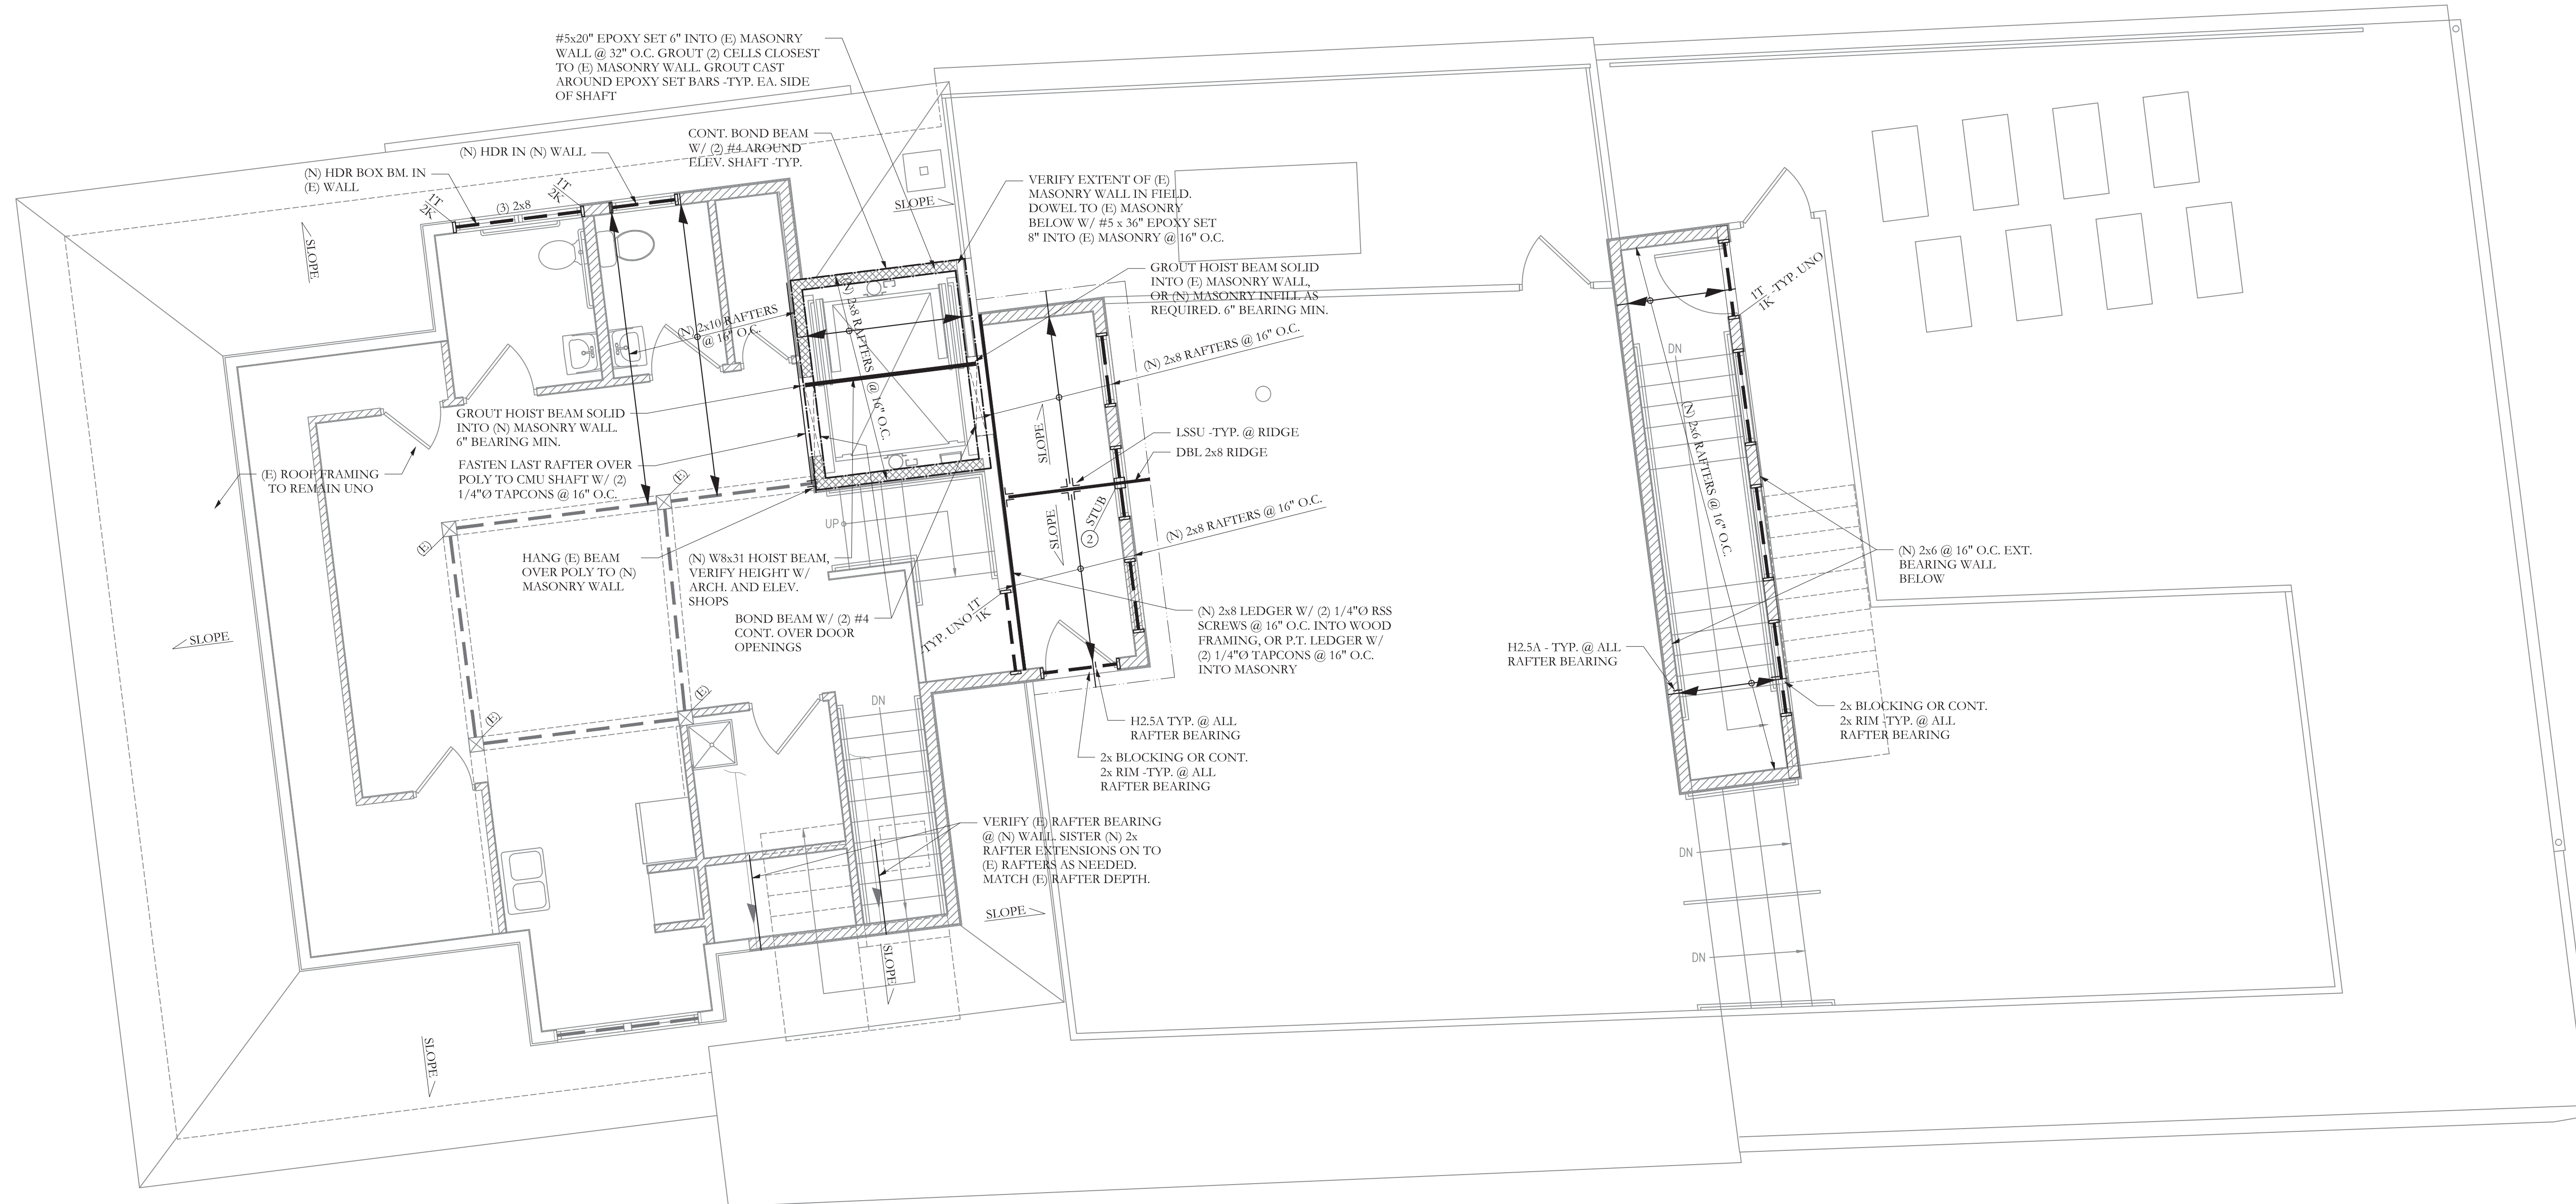 #5x20" EPOXY SET 6" INTO (E) MASONRY
WALL @ 32" O.C. GROUT (2) CELLS CLOSEST
TO (E) MASONRY WALL. GROUT CAST
AROUND EPOXY SET BARS -TYP. EA. SIDE
OF SHAFT
CONT. BOND BEAM
W/ (2) #4 AROUND
ELEV. SHAFT -TYP.
(N) HDR IN (N) WALL
(N) HDR BOX BM. IN
(E) WALL
1T
2K
(3) 2x8
1T
2K
SLOPE
SLOPE
VERIFY EXTENT OF (E)
MASONRY WALL IN FIELD.
DOWEL TO (E) MASONRY
BELOW W/ #5 x 36" EPOXY SET
8" INTO (E) MASONRY @ 16" O.C.
GROUT HOIST BEAM SOLID
INTO (E) MASONRY WALL,
OR (N) MASONRY INFILL AS
REQUIRED. 6" BEARING MIN.
(N) 2x10 RAFTERS
@ 16" O.C.
(N) 2x8 RAFTERS @ 16" O.C.
(N) 2x8 RAFTERS @ 16" O.C.
1T
1K -TYP. UNO
DN
(N) 2x6 RAFTERS @ 16" O.C.
GROUT HOIST BEAM SOLID
INTO (N) MASONRY WALL.
6" BEARING MIN.
FASTEN LAST RAFTER OVER
POLY TO CMU SHAFT W/ (2)
1/4"Ø TAPCONS @ 16" O.C.
(E) ROOF FRAMING
TO REMAIN UNO
SLOPE
LSSU -TYP. @ RIDGE
DBL 2x8 RIDGE
(E)
(E)
UP
SLOPE
2
STUB
(N) 2x8 RAFTERS @ 16" O.C.
HANG (E) BEAM
OVER POLY TO (N)
MASONRY WALL
(N) W8x31 HOIST BEAM,
VERIFY HEIGHT W/
ARCH. AND ELEV.
SHOPS
BOND BEAM W/ (2) #4
CONT. OVER DOOR
OPENINGS
TYP. UNO
1T
1K
(N) 2x8 LEDGER W/ (2) 1/4"Ø RSS
SCREWS @ 16" O.C. INTO WOOD
FRAMING, OR P.T. LEDGER W/
(2) 1/4"Ø TAPCONS @ 16" O.C.
INTO MASONRY
(N) 2x6 @ 16" O.C. EXT.
BEARING WALL
BELOW
SLOPE
H2.5A - TYP. @ ALL
RAFTER BEARING
(E)
(E)
DN
H2.5A TYP. @ ALL
RAFTER BEARING
2x BLOCKING OR CONT.
2x RIM -TYP. @ ALL
RAFTER BEARING
2x BLOCKING OR CONT.
2x RIM -TYP. @ ALL
RAFTER BEARING
VERIFY (E) RAFTER BEARING
@ (N) WALL. SISTER (N) 2x
RAFTER EXTENSIONS ON TO
(E) RAFTERS AS NEEDED.
MATCH (E) RAFTER DEPTH.
DN
SLOPE
SLOPE
DN
SLOPE